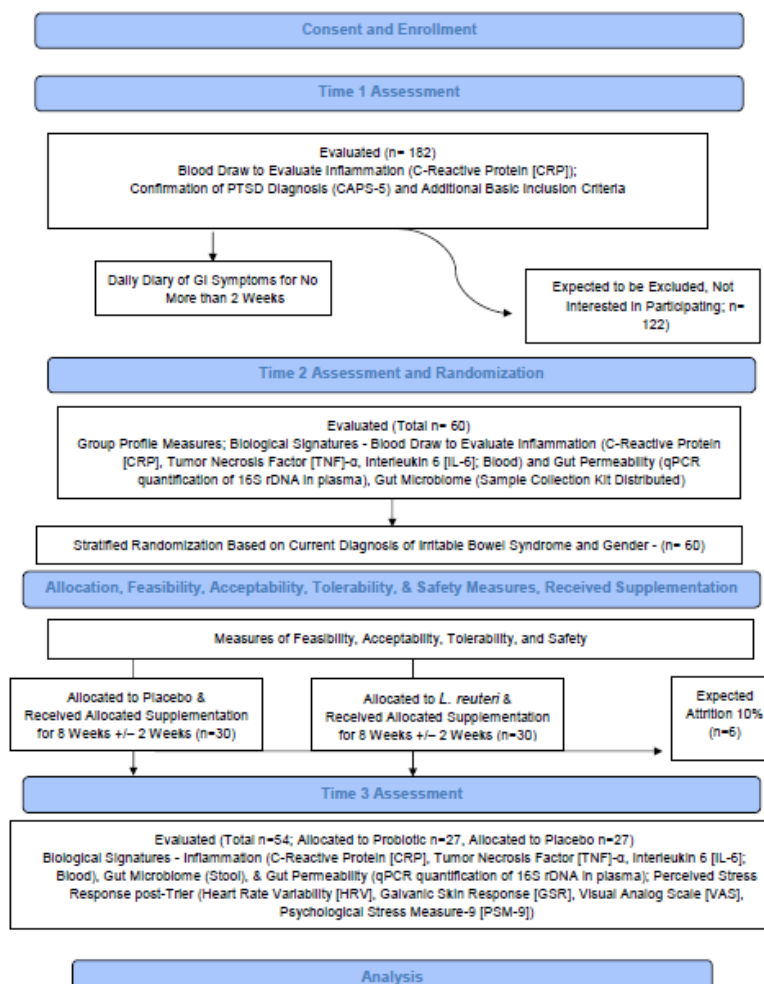 Consent and Enrollment
Time 1 Assessment
Evaluated (n= 182)
Blood Draw to Evaluate Inflammation (C-Reactive Protein [CRP]);
Confirmation of PTSD Diagnosis (CAPS-5) and Additional Basic Inclusion Criteria
Daily Diary of GI Symptoms for No
More than 2 Weeks
Expected to be Excluded, Not
Interested in Participating; n=
122)
Time 2 Assessment and Randomization
Evaluated (Total n= 60)
Group Profile Measures; Biological Signatures - Blood Draw to Evaluate Inflammation (C-Reactive Protein
[CRP], Tumor Necrosis Factor [TNF]-α, Interleukin 6 [IL-6]; Blood) and Gut Permeability (qPCR
quantification of 16S rDNA in plasma), Gut Microbiome (Sample Collection Kit Distributed)
Stratified Randomization Based on Current Diagnosis of Irritable Bowel Syndrome and Gender - (n= 60)
Allocation, Feasibility, Acceptability, Tolerability, & Safety Measures, Received Supplementation
Measures of Feasibility, Acceptability, Tolerability, and Safety
Allocated to Placebo &
Received Allocated Supplementation
for 8 Weeks +/– 2 Weeks (n=30)
Allocated to L. reuteri &
Received Allocated Supplementation
for 8 Weeks +/– 2 Weeks (n=30)
Expected
Attrition 10%
(n=6)
Time 3 Assessment
Evaluated (Total n=54; Allocated to Probiotic n=27, Allocated to Placebo n=27)
Biological Signatures - Inflammation (C-Reactive Protein [CRP], Tumor Necrosis Factor [TNF]-α, Interleukin 6 [IL-6];
Blood), Gut Microbiome (Stool), & Gut Permeability (qPCR quantification of 16S rDNA in plasma); Perceived Stress
Response post-Trier (Heart Rate Variability [HRV], Galvanic Skin Response [GSR], Visual Analog Scale [VAS],
Psychological Stress Measure-9 [PSM-9])
Analysis